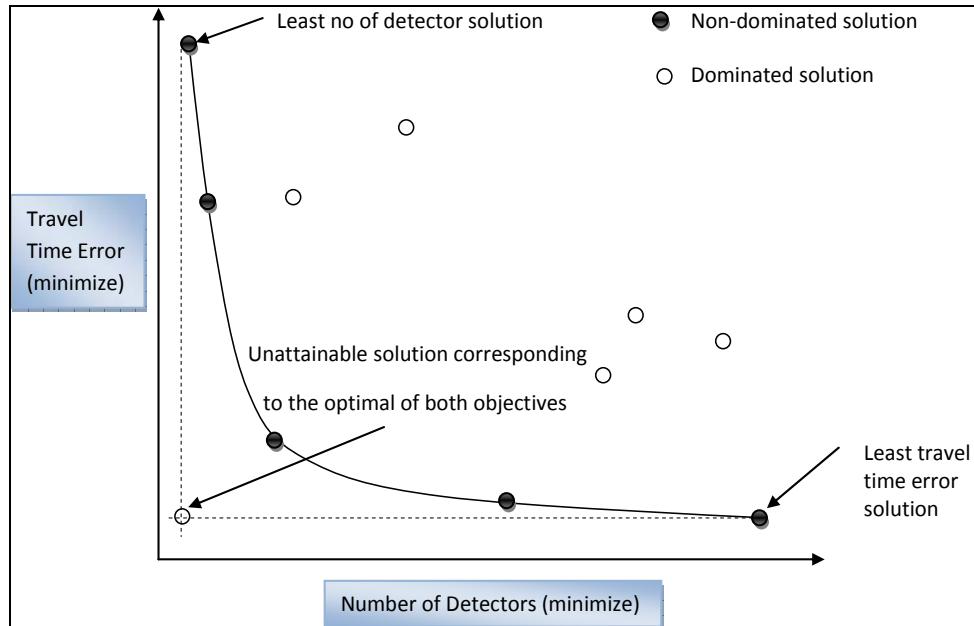 Least no of detector solution
Non-dominated solution
Dominated solution
Travel
Time Error
(minimize)
Unattainable solution corresponding
to the optimal of both objectives
Least travel
time error
solution
Number of Detectors (minimize)